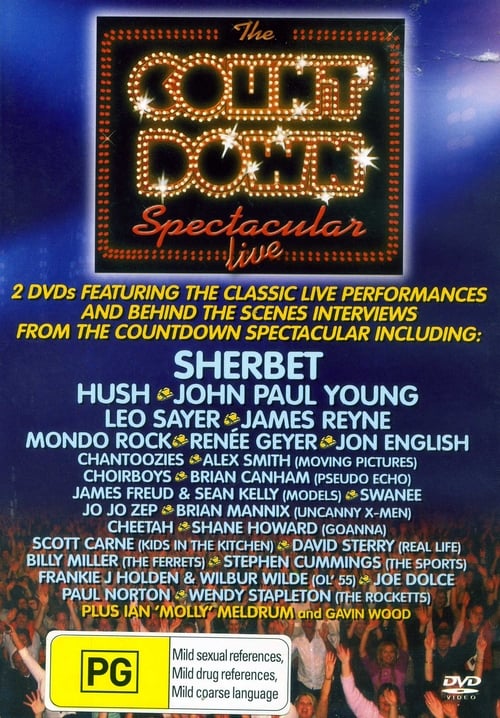 The
COUNT
DOWN
Spectacular
live
2 DVDs FEATURING THE CLASSIC LIVE PERFORMANCES
AND BEHIND THE SCENES INTERVIEWS
FROM THE COUNTDOWN SPECTACULAR INCLUDING:
SHERBET
HUSH JOHN PAUL YOUNG
LEO SAYER JAMES REYNE
MONDO ROCK RENÉE GEYER JON ENGLISH
CHANTOOZIES ALEX SMITH (MOVING PICTURES)
CHOIRBOYS BRIAN CANHAM (PSEUDO ECHO)
JAMES FREUD & SEAN KELLY (MODELS) SWANEE
JO JO ZEP BRIAN MANNIX (UNCANNY X-MEN)
CHEETAH SHANE HOWARD (GOANNA)
SCOTT CARNE (KIDS IN THE KITCHEN) DAVID STERRY (REAL LIFE)
BILLY MILLER (THE FERRETS) STEPHEN CUMMINGS (THE SPORTS)
FRANKIE J HOLDEN & WILBUR WILDE (OL' 55) JOE DOLCE
PAUL NORTON WENDY STAPLETON (THE ROCKETTS)
PLUS IAN 'MOLLY' MELDRUM and GAVIN WOOD
PG
Mild sexual references,
Mild drug references,
Mild coarse language
DVD
VIDEO